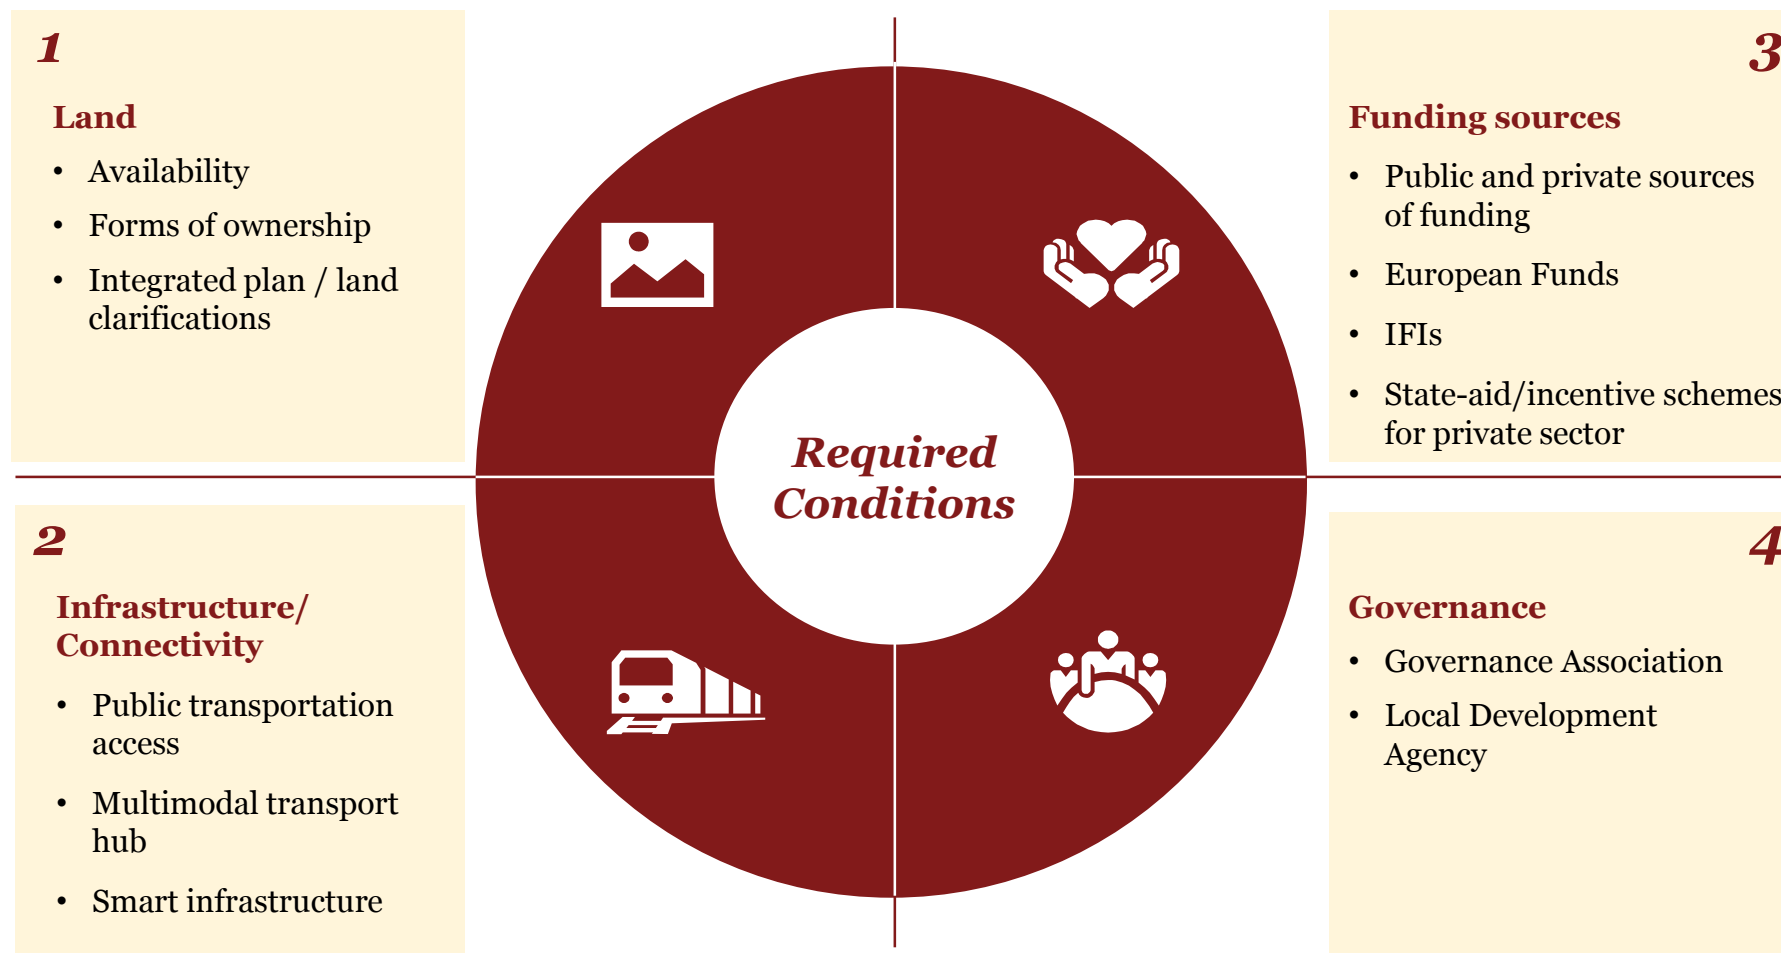 1
Land
• Availability
• Forms of ownership
• Integrated plan / land
clarifications
2
Infrastructure/
Connectivity
• Public transportation
access
• Multimodal transport
hub
• Smart infrastructure
Required
Conditions
3
Funding sources
• Public and private sources
of funding
• European Funds
• IFIs
• State-aid/incentive schemes
for private sector
4
Governance
• Governance Association
• Local Development
Agency